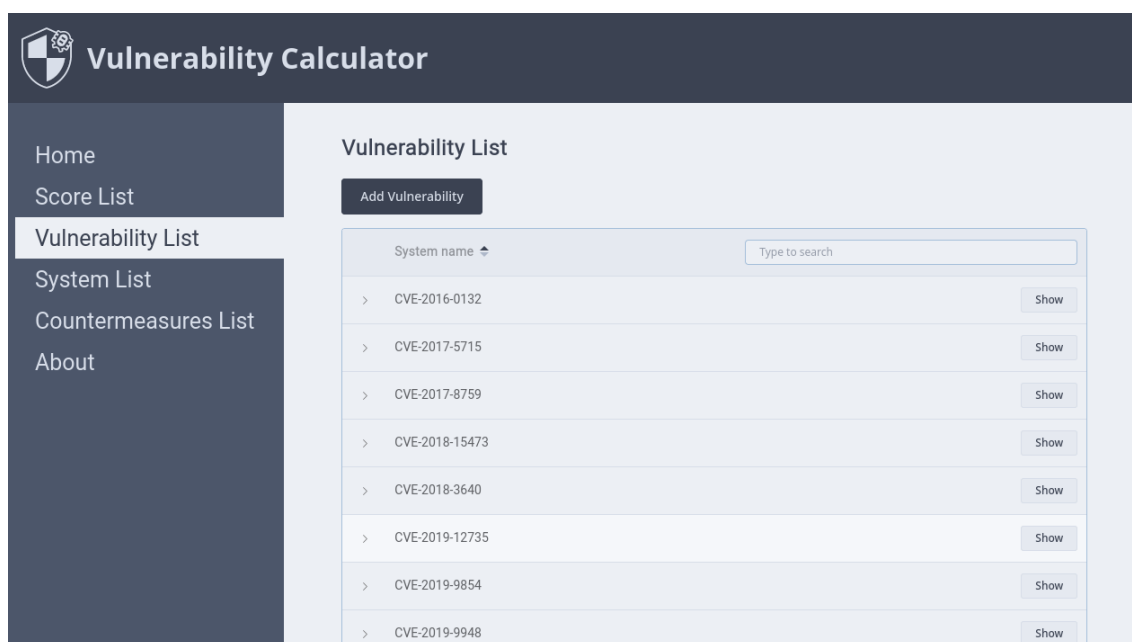 Vulnerability Calculator
Home
Score List
Vulnerability List
System List
Countermeasures List
About
Vulnerability List
Add Vulnerability
System name Type to search
CVE-2016-0132 Show
CVE-2017-5715 Show
CVE-2017-8759 Show
CVE-2018-15473 Show
CVE-2018-3640 Show
CVE-2019-12735 Show
CVE-2019-9854 Show
CVE-2019-9948 Show